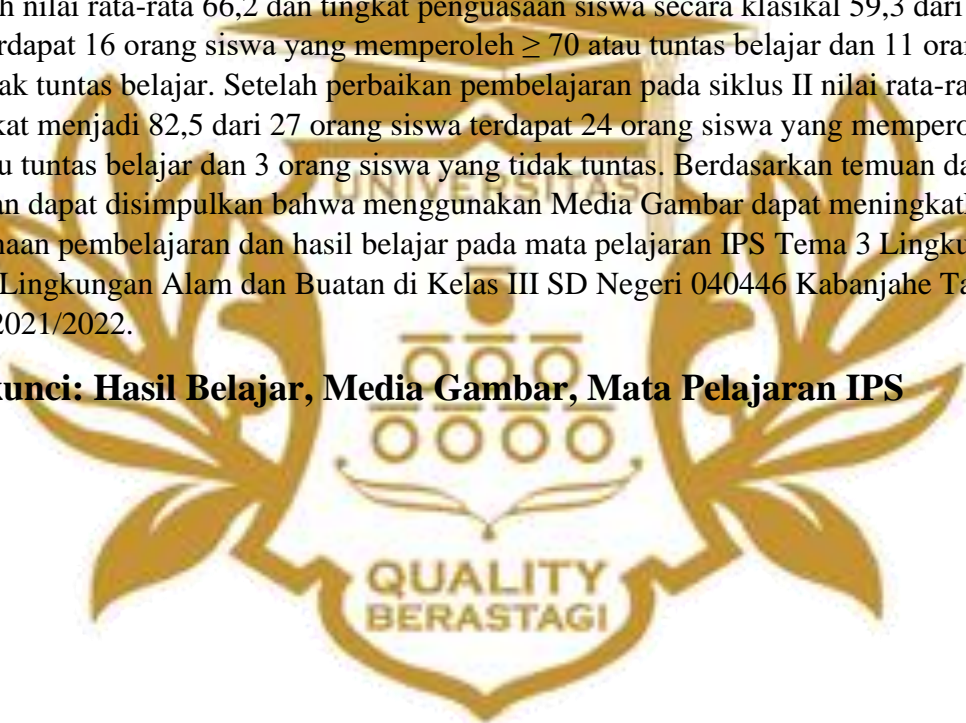 h nilai rata-rata 66,2 dan tingkat penguasaan siswa secara klasikal 59,3 dari
rdapat 16 orang siswa yang memperoleh ≥ 70 atau tuntas belajar dan 11 oran
ak tuntas belajar. Setelah perbaikan pembelajaran pada siklus II nilai rata-ra
kat menjadi 82,5 dari 27 orang siswa terdapat 24 orang siswa yang mempero
u tuntas belajar dan 3 orang siswa yang tidak tuntas. Berdasarkan temuan da
UNIVERSITAS
an dapat disimpulkan bahwa menggunakan Media Gambar dapat meningkatk
naan pembelajaran dan hasil belajar pada mata pelajaran IPS Tema 3 Lingku
Lingkungan Alam dan Buatan di Kelas III SD Negeri 040446 Kabanjahe Ta
2021/2022.
kunci: Hasil Belajar, Media Gambar, Mata Pelajaran IPS
QUALITY
BERASTAGI